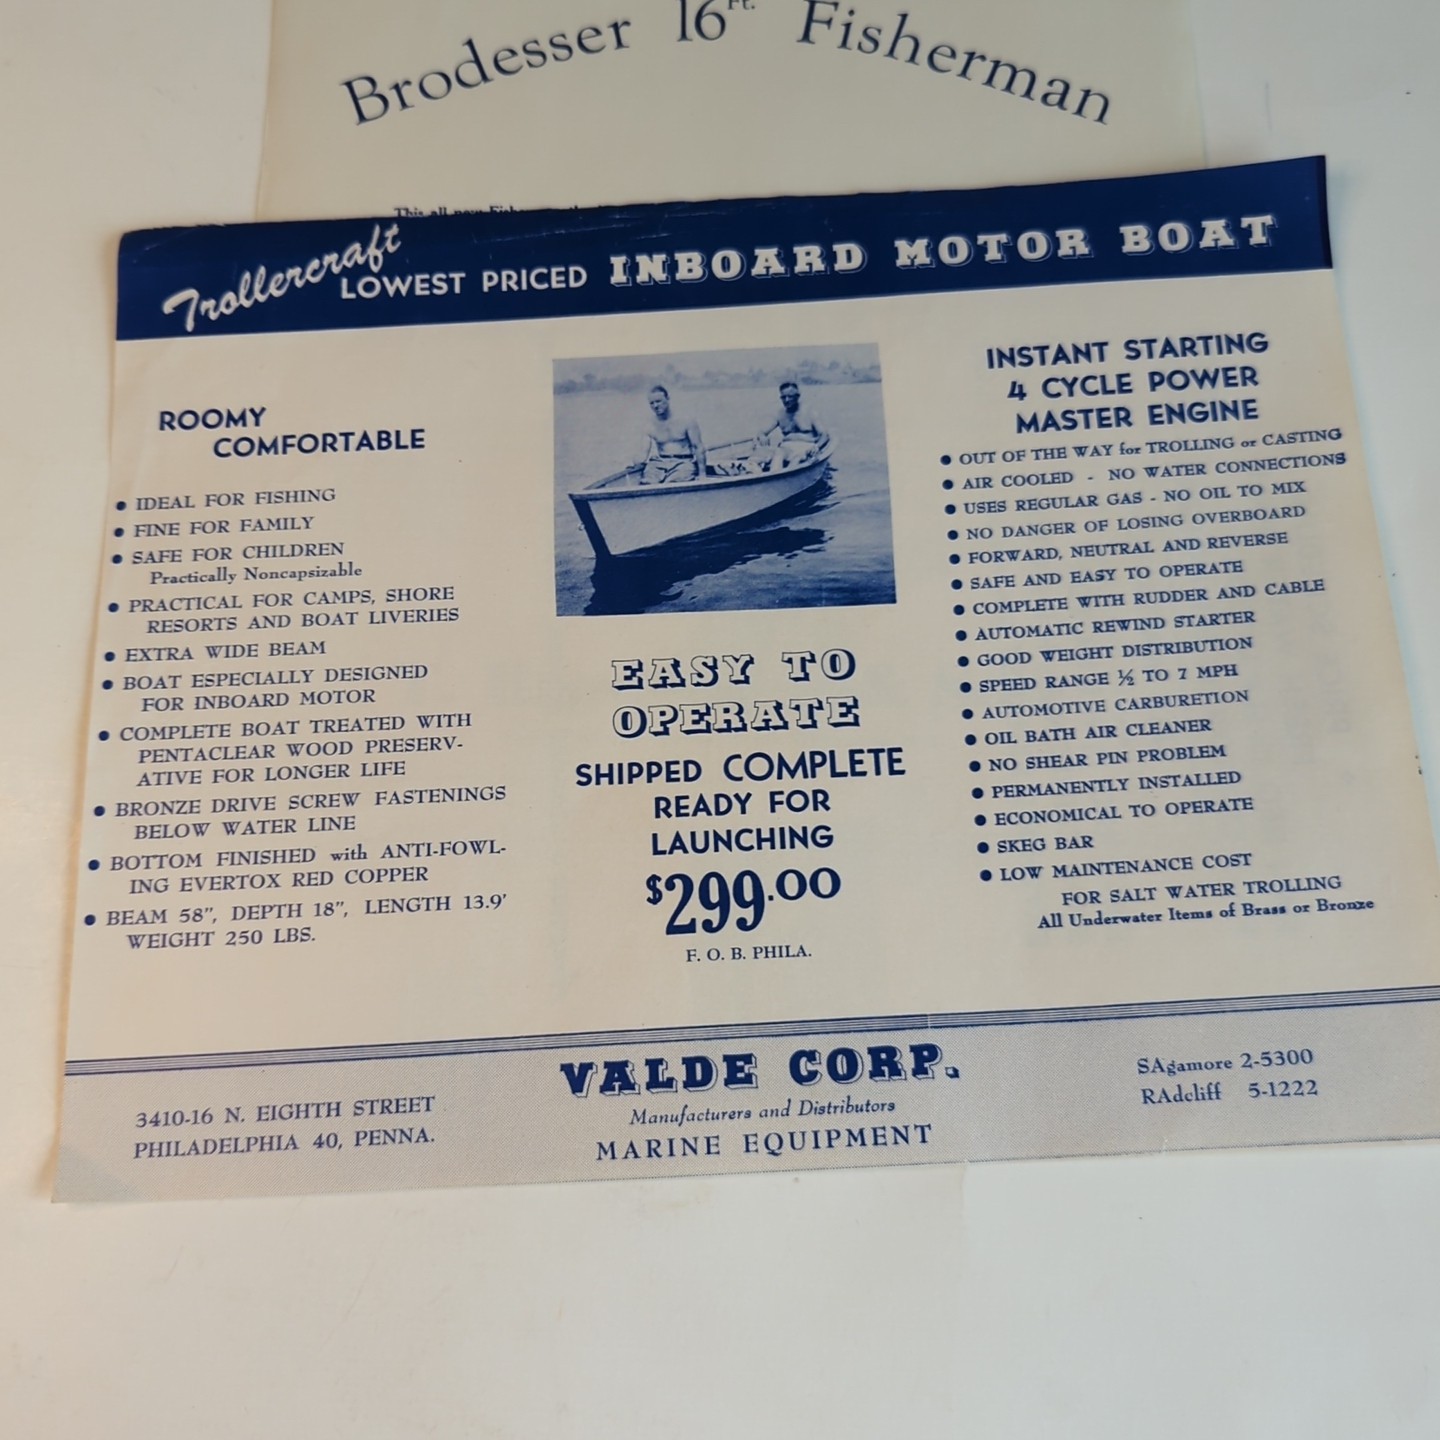 Brodesser 16 Ft. Fisherman
This all new
Trollercraft
LOWEST PRICED INBOARD MOTOR BOAT
ROOMY
COMFORTABLE
● IDEAL FOR FISHING
● FINE FOR FAMILY
● SAFE FOR CHILDREN
Practically Noncapsizable
● PRACTICAL FOR CAMPS, SHORE
RESORTS AND BOAT LIVERIES
● EXTRA WIDE BEAM
● BOAT ESPECIALLY DESIGNED
FOR INBOARD MOTOR
● COMPLETE BOAT TREATED WITH
PENTACLEAR WOOD PRESERV-
ATIVE FOR LONGER LIFE
● BRONZE DRIVE SCREW FASTENINGS
BELOW WATER LINE
● BOTTOM FINISHED with ANTI-FOWL-
ING EVERTOX RED COPPER
● BEAM 58", DEPTH 18", LENGTH 13.9'
WEIGHT 250 LBS.
EASY TO
OPERATE
SHIPPED COMPLETE
READY FOR
LAUNCHING
$299.00
F. O. B. PHILA.
INSTANT STARTING
4 CYCLE POWER
MASTER ENGINE
● OUT OF THE WAY for TROLLING or CASTING
● AIR COOLED - NO WATER CONNECTIONS
● USES REGULAR GAS - NO OIL TO MIX
● NO DANGER OF LOSING OVERBOARD
● FORWARD, NEUTRAL AND REVERSE
● SAFE AND EASY TO OPERATE
● COMPLETE WITH RUDDER AND CABLE
● AUTOMATIC REWIND STARTER
● GOOD WEIGHT DISTRIBUTION
● SPEED RANGE ½ TO 7 MPH
● AUTOMOTIVE CARBURETION
● OIL BATH AIR CLEANER
● NO SHEAR PIN PROBLEM
● PERMANENTLY INSTALLED
● ECONOMICAL TO OPERATE
● SKEG BAR
● LOW MAINTENANCE COST
FOR SALT WATER TROLLING
All Underwater Items of Brass or Bronze
3410-16 N. EIGHTH STREET
PHILADELPHIA 40, PENNA.
VALDE CORP.
Manufacturers and Distributors
MARINE EQUIPMENT
SAgamore 2-5300
RAdcliff 5-1222